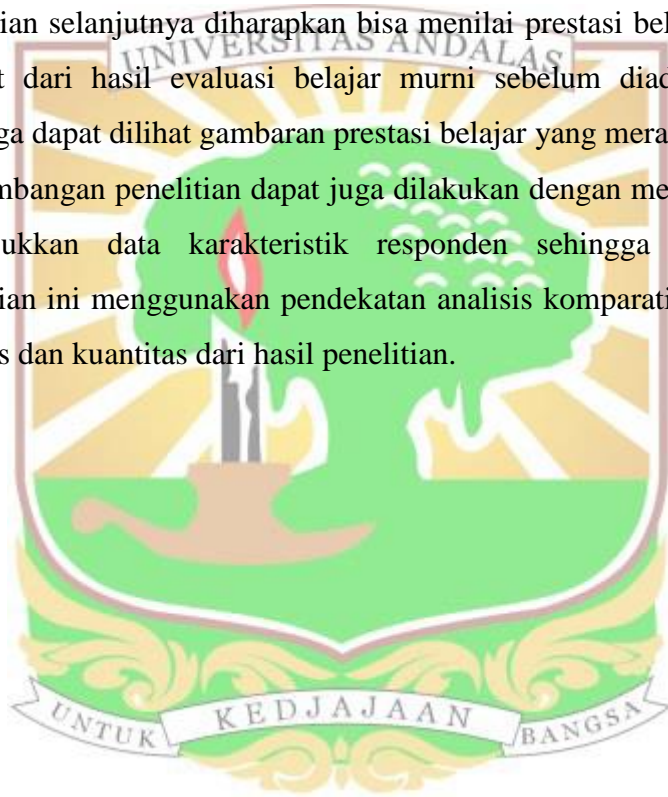 ian selanjutnya diharapkan bisa menilai prestasi bel
UNIVERSITAS ANDALAS
t dari hasil evaluasi belajar murni sebelum diad
ga dapat dilihat gambaran prestasi belajar yang mera
mbangan penelitian dapat juga dilakukan dengan me
ukkan data karakteristik responden sehingga
ian ini menggunakan pendekatan analisis komparati
s dan kuantitas dari hasil penelitian.
UNTUK KEDJAJAAN BANGSA